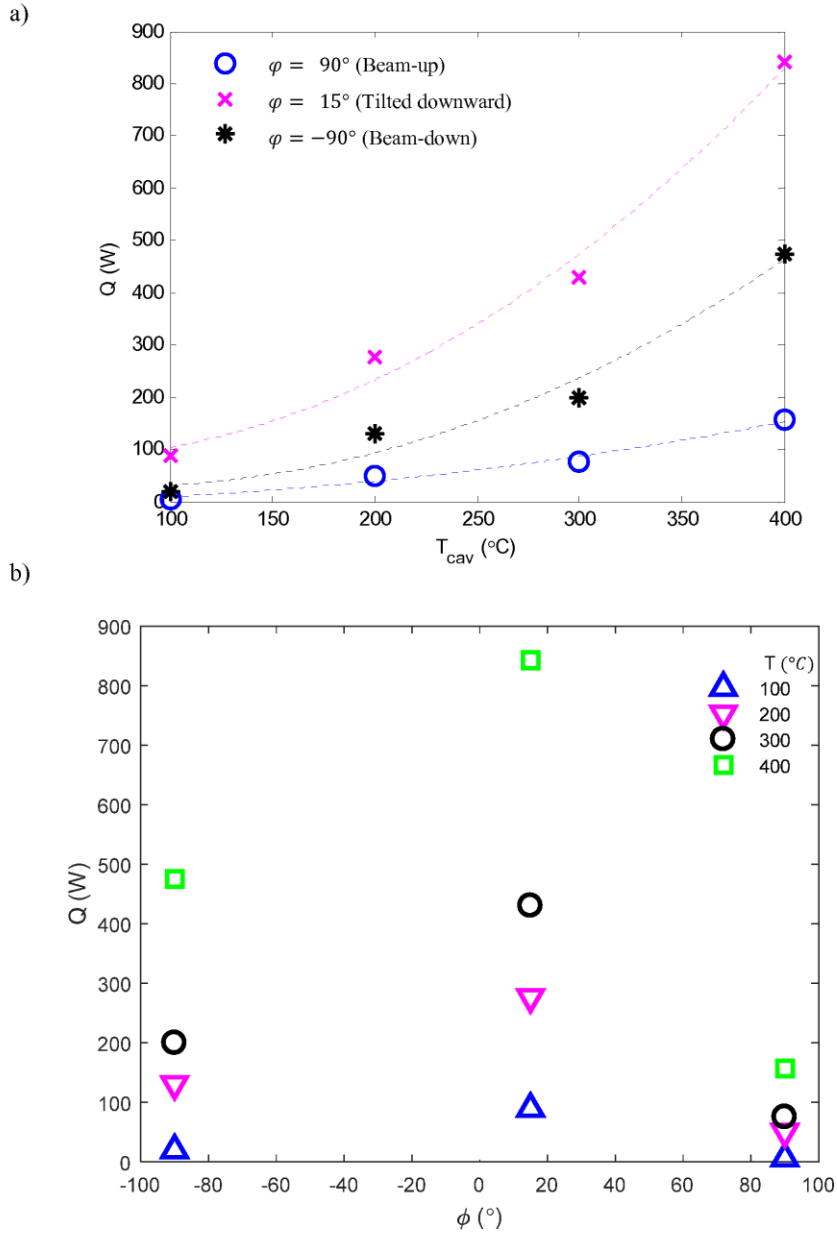 a)
900
800
700
600
500
400
300
200
100
0
Q (W)
φ = 90° (Beam-up)
φ = 15° (Tilted downward)
φ = −90° (Beam-down)
100 150 200 250 300 350 400
T_cav (°C)
b)
900
800
700
600
500
400
300
200
100
0
Q (W)
T (°C)
100
200
300
400
-100 -80 -60 -40 -20 0 20 40 60 80 100
ϕ (°)